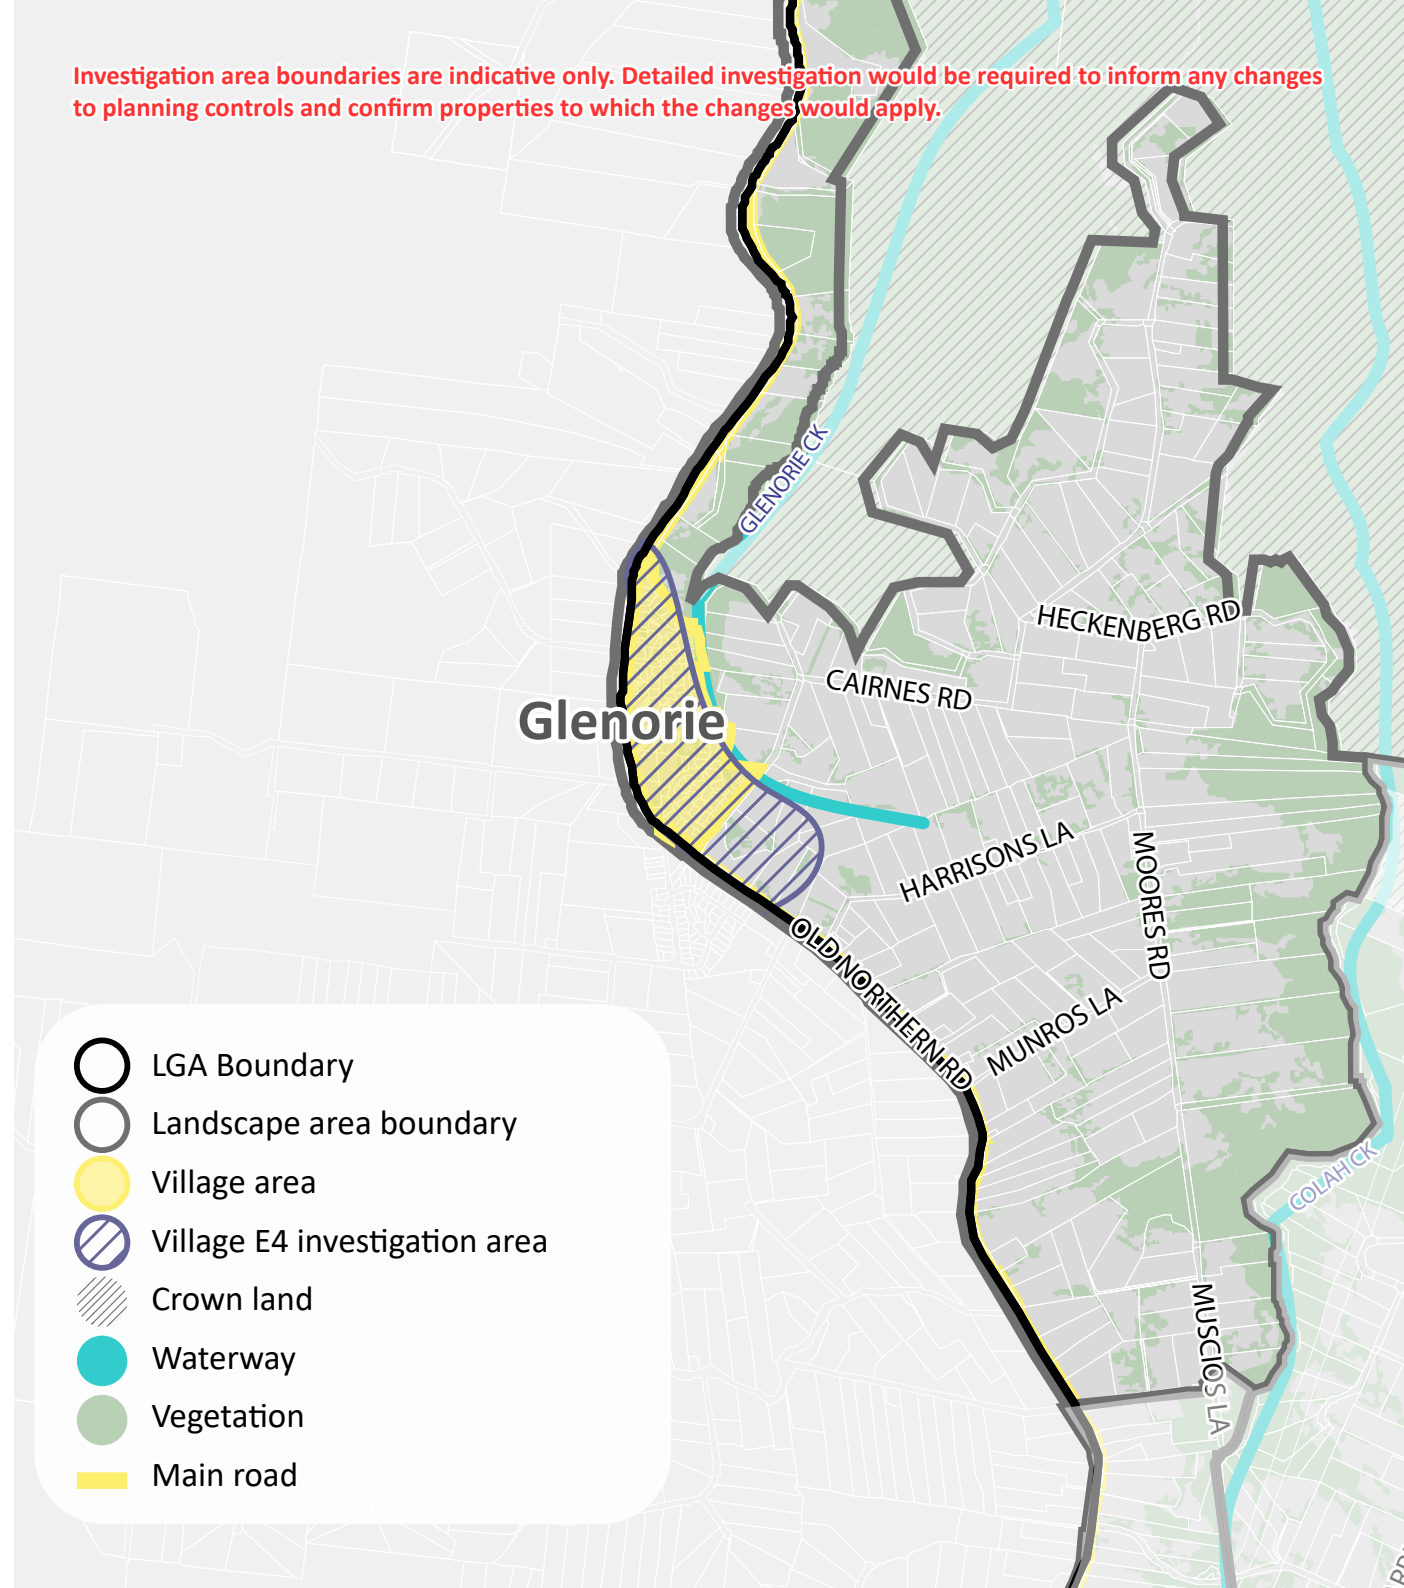 Investigation area boundaries are indicative only. Detailed investigation would be required to inform any changes
to planning controls and confirm properties to which the changes would apply.
GLENORIE CK
HECKENBERG RD
CAIRNES RD
Glenorie
HARRISONS LA
MOORES RD
OLD NORTHERN RD
MUNROS LA
COLAH CK
MUSCIOS LA
LGA Boundary
Landscape area boundary
Village area
Village E4 investigation area
Crown land
Waterway
Vegetation
Main road